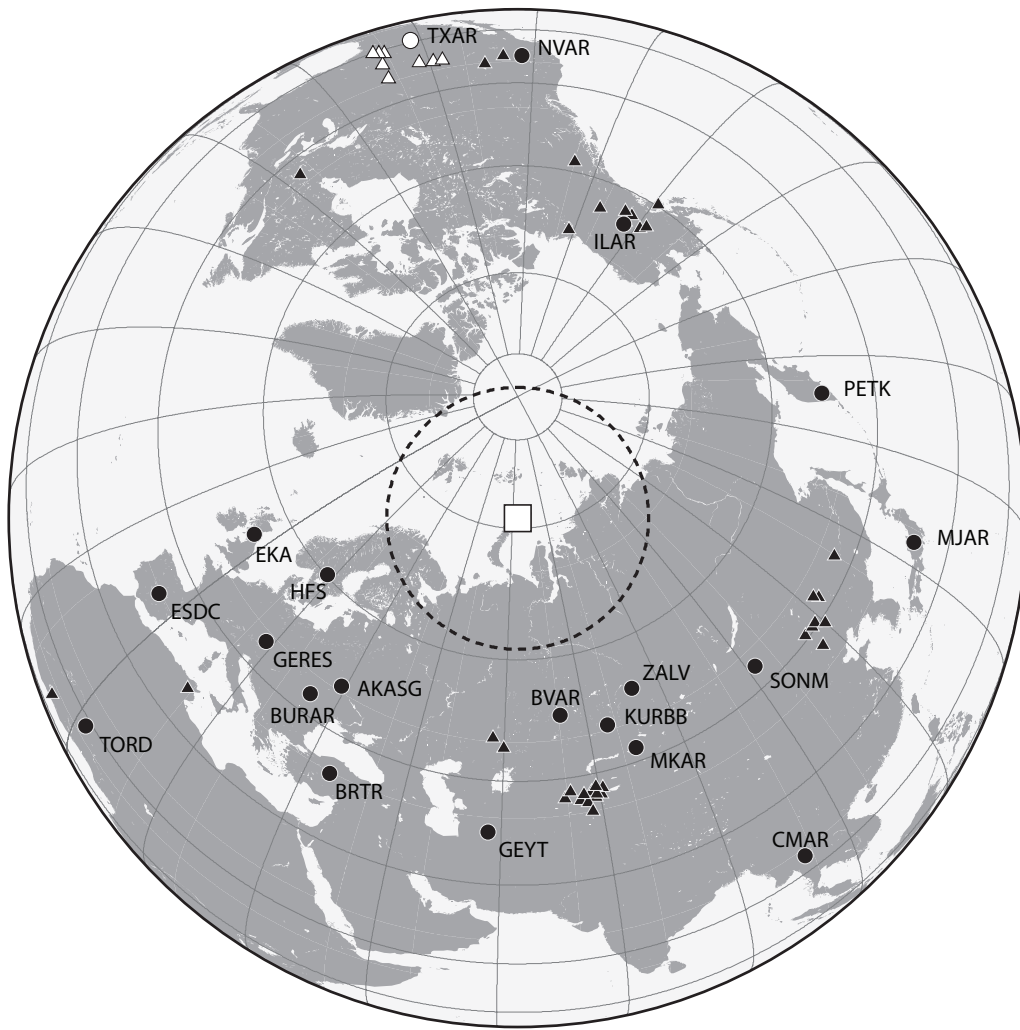 TXAR
NVAR
ILAR
PETK
MJAR
EKA
HFS
ESDC
GERES
SONM
ZALV
AKASG
BVAR
BURAR
KURBB
TORD
MKAR
BRTR
CMAR
GEYT